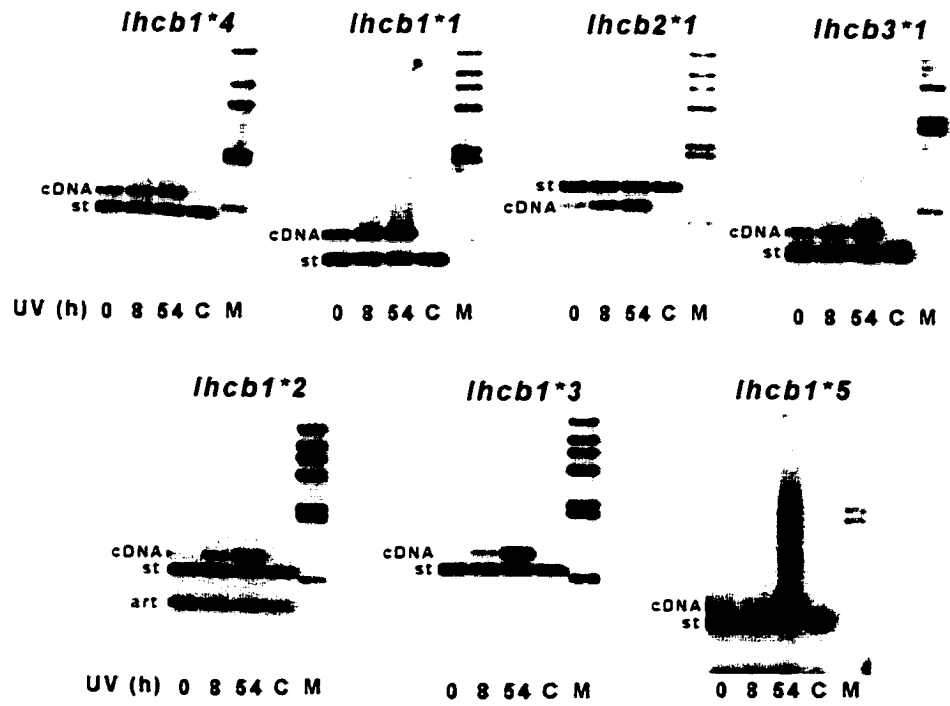 lhcb1*4 lhcb1*1 lhcb2*1 lhcb3*1
cDNA
st
cDNA
st
st
cDNA
cDNA
st
UV (h) 0 8 54 C M
0 8 54 C M
0 8 54 C M
0 8 54 C M
lhcb1*2 lhcb1*3 lhcb1*5
cDNA
st
art
cDNA
st
cDNA
st
UV (h) 0 8 54 C M
0 8 54 C M
0 8 54 C M